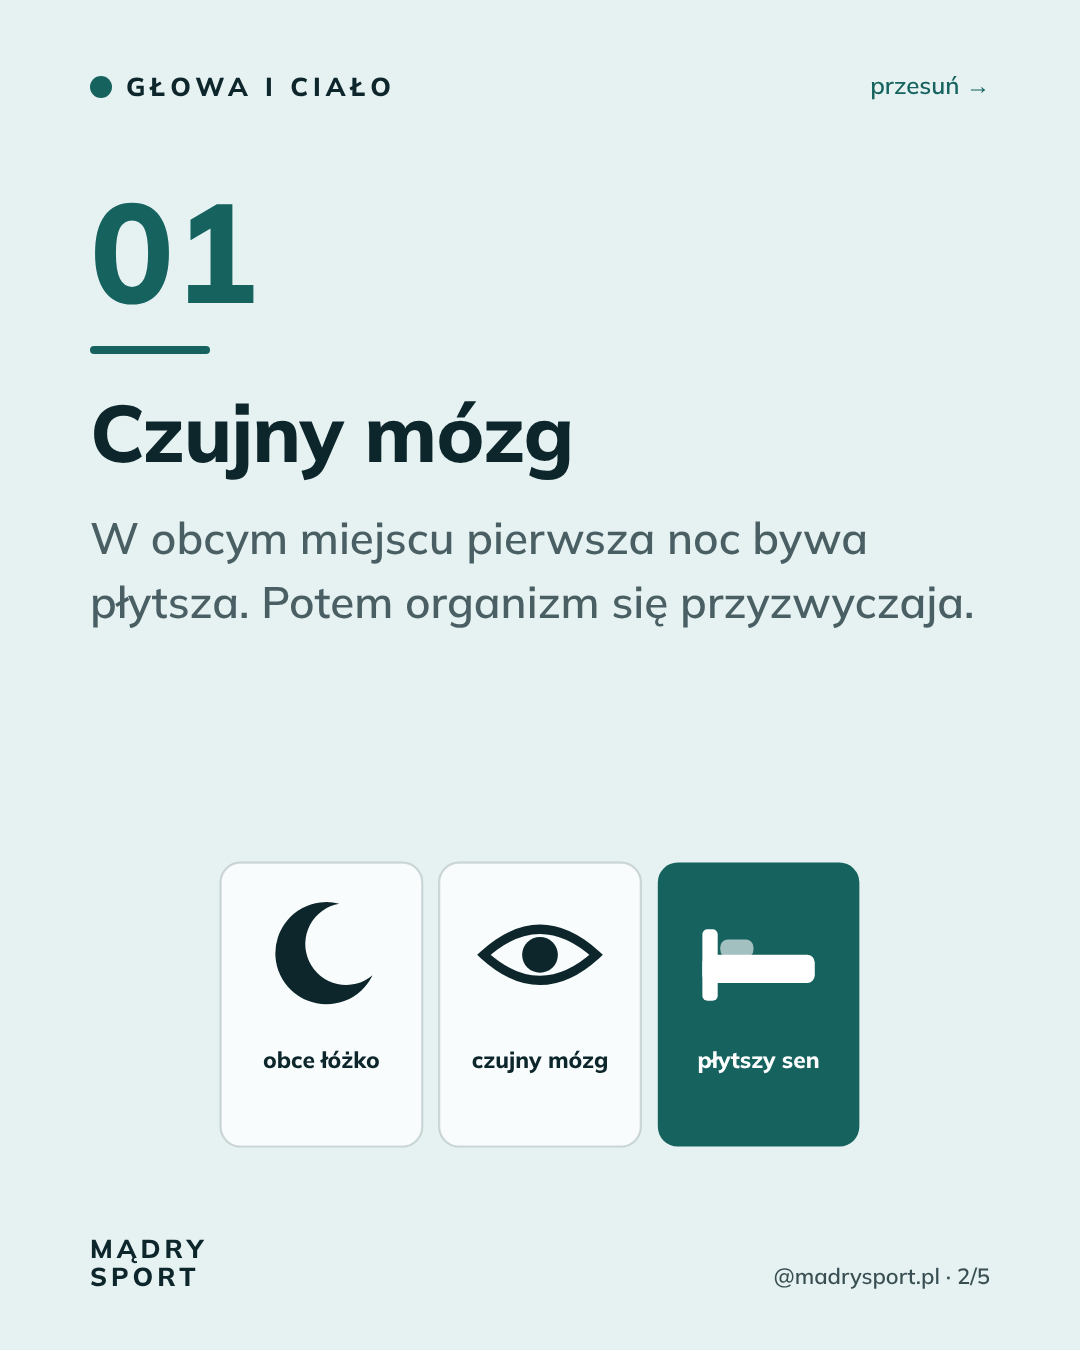 GŁOWA I CIAŁO
przesuń →
01
Czujny mózg
W obcym miejscu pierwsza noc bywa
płytsza. Potem organizm się przyzwyczaja.
obce łóżko
czujny mózg
płytszy sen
MĄDRY
SPORT
@madrysport.pl · 2/5